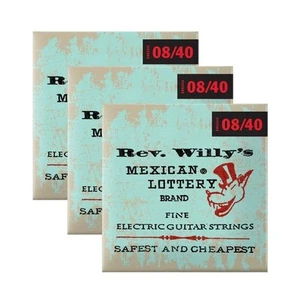 08/40
08/40
08/40
Rev. Willy's
MEXICAN®
LOTTERY
BRAND
FINE
ELECTRIC GUITAR STRINGS
SAFEST AND CHEAPEST